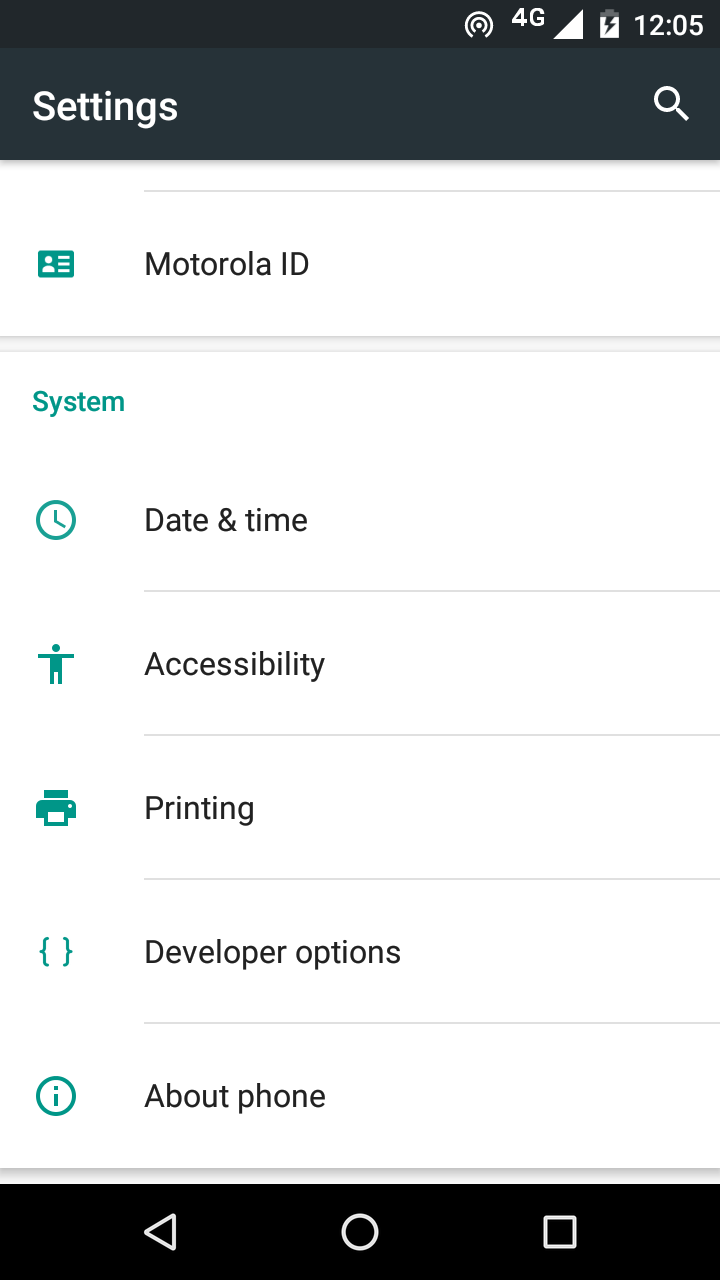 4G 12:05
Settings
Motorola ID
System
Date & time
Accessibility
Printing
{ } Developer options
About phone